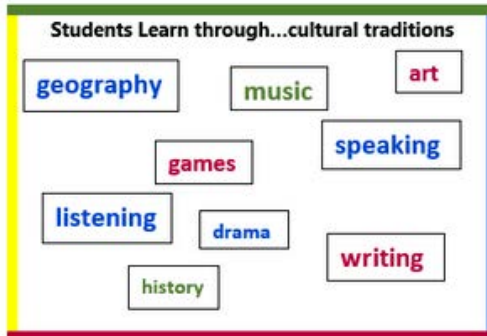 Students Learn through...cultural traditions
geography
music
art
speaking
games
listening
drama
writing
history